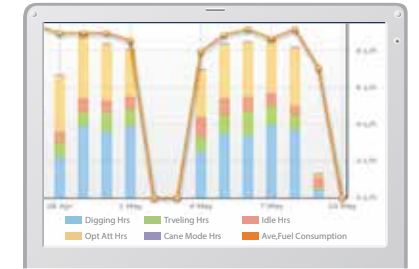 28 Apr 1 May 4 May 7 May 10 May
Digging Hrs Trveling Hrs Idle Hrs
Opt Att Hrs Cane Mode Hrs Ave,Fuel Consumption